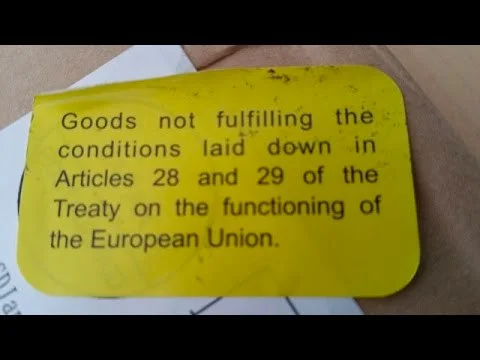 Goods not fulfilling the
conditions laid down in
Articles 28 and 29 of the
Treaty on the functioning of
the European Union.